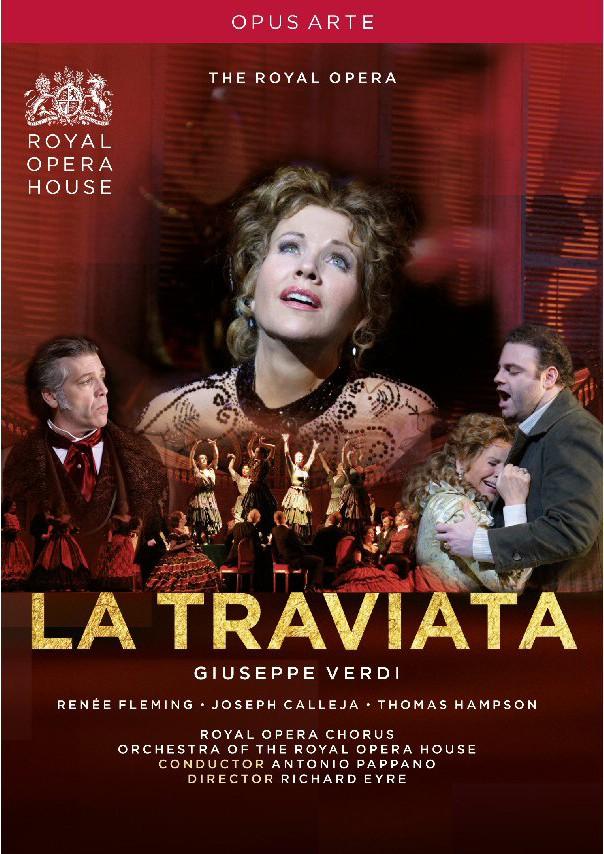 OPUS ARTE
THE ROYAL OPERA
ROYAL
OPERA
HOUSE
LA TRAVIATA
GIUSEPPE VERDI
RENÉE FLEMING • JOSEPH CALLEJA • THOMAS HAMPSON
ROYAL OPERA CHORUS
ORCHESTRA OF THE ROYAL OPERA HOUSE
CONDUCTOR ANTONIO PAPPANO
DIRECTOR RICHARD EYRE